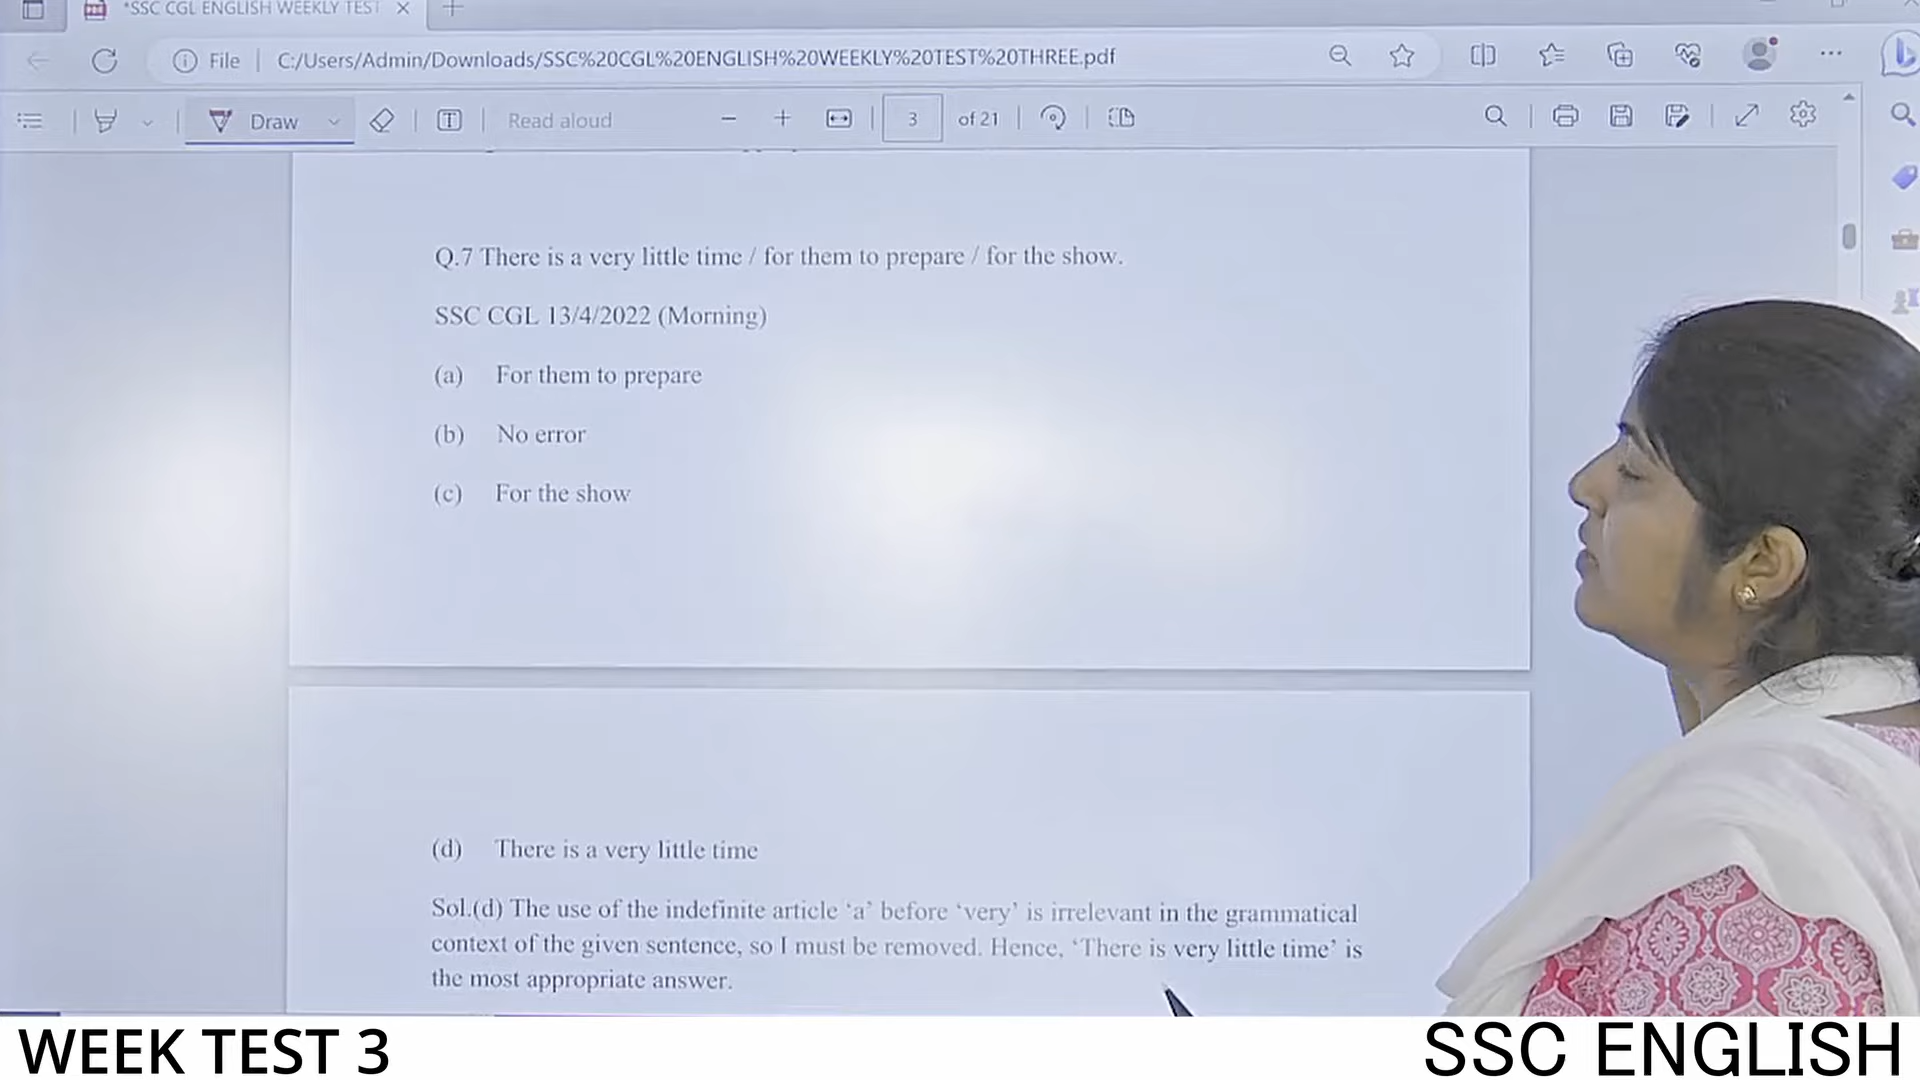 *SSC CGL ENGLISH WEEKLY TEST
File C:/Users/Admin/Downloads/SSC%20CGL%20ENGLISH%20WEEKLY%20TEST%20THREE.pdf
Draw Read aloud 3 of 21
Q.7 There is a very little time / for them to prepare / for the show.
SSC CGL 13/4/2022 (Morning)
(a) For them to prepare
(b) No error
(c) For the show
(d) There is a very little time
Sol.(d) The use of the indefinite article ‘a’ before ‘very’ is irrelevant in the grammatical
context of the given sentence, so I must be removed. Hence, ‘There is very little time’ is
the most appropriate answer.
WEEK TEST 3
SSC ENGLISH